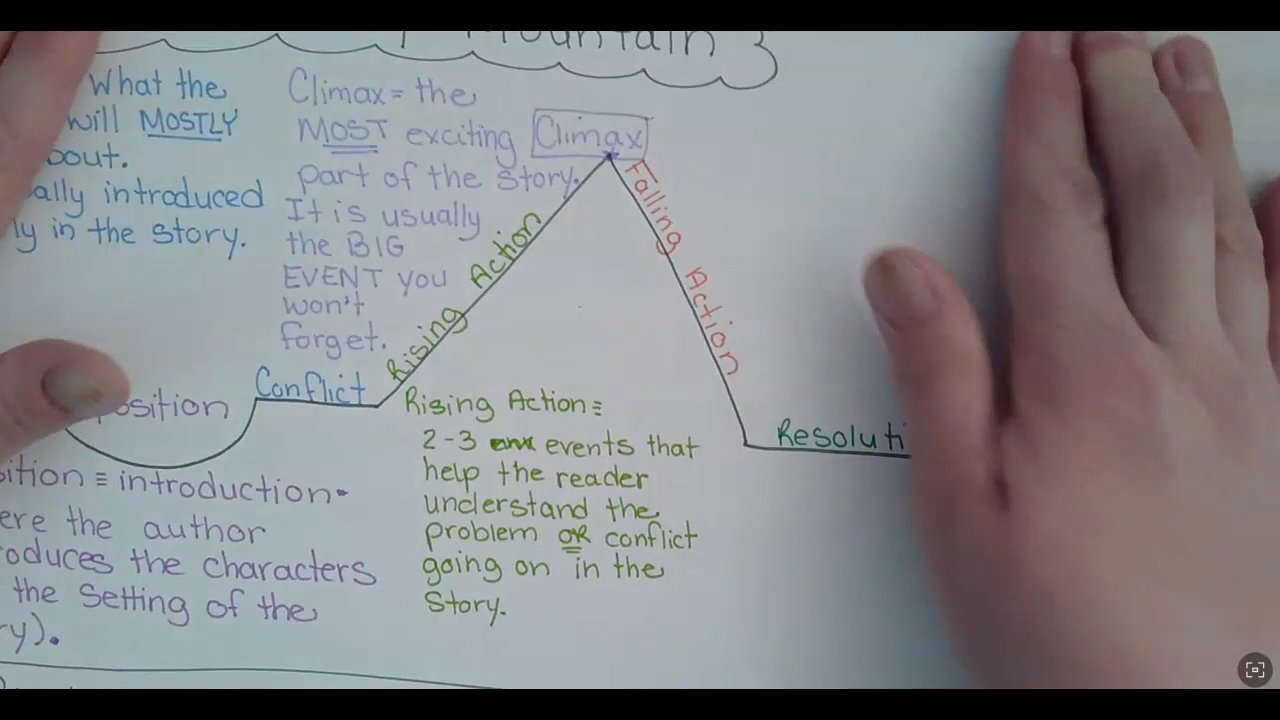 Mountain
What the
will MOSTLY
bout.
ally introduced
ly in the story.
Climax = the
MOST exciting
part of the story.
It is usually
the BIG
EVENT you
won't
forget.
Climax
Rising Action
Falling Action
Conflict
position
Resoluti
Rising Action =
2-3 events that
help the reader
understand the
problem OR conflict
going on in the
Story.
sition = introduction-
ere the author
roduces the characters
the setting of the
ry).